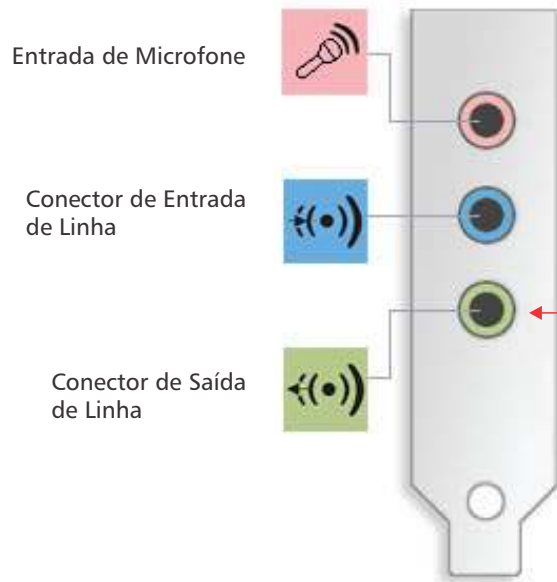 Entrada de Microfone
Conector de Entrada
de Linha
Conector de Saída
de Linha